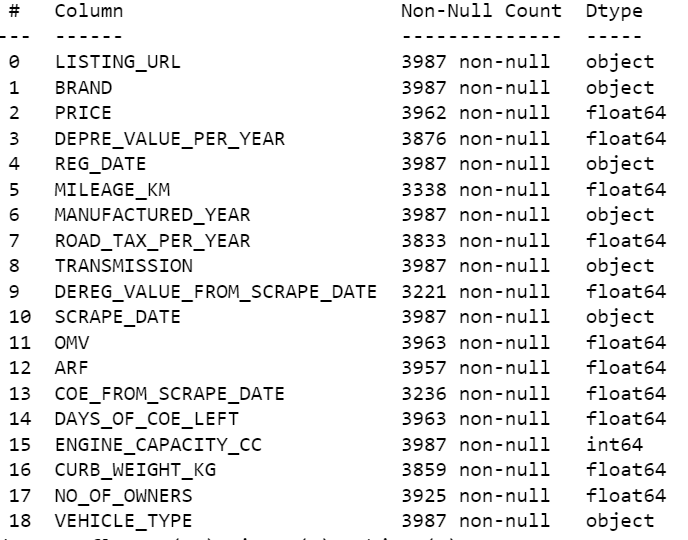 #   Column                       Non-Null Count  Dtype
---  ------                       --------------  -----
0   LISTING_URL                  3987 non-null   object
1   BRAND                        3987 non-null   object
2   PRICE                        3962 non-null   float64
3   DEPRE_VALUE_PER_YEAR         3876 non-null   float64
4   REG_DATE                     3987 non-null   object
5   MILEAGE_KM                   3338 non-null   float64
6   MANUFACTURED_YEAR            3987 non-null   object
7   ROAD_TAX_PER_YEAR            3833 non-null   float64
8   TRANSMISSION                 3987 non-null   object
9   DEREG_VALUE_FROM_SCRAPE_DATE 3221 non-null   float64
10  SCRAPE_DATE                  3987 non-null   object
11  OMV                          3963 non-null   float64
12  ARF                          3957 non-null   float64
13  COE_FROM_SCRAPE_DATE         3236 non-null   float64
14  DAYS_OF_COE_LEFT             3963 non-null   float64
15  ENGINE_CAPACITY_CC           3987 non-null   int64
16  CURB_WEIGHT_KG               3859 non-null   float64
17  NO_OF_OWNERS                 3925 non-null   float64
18  VEHICLE_TYPE                 3987 non-null   object